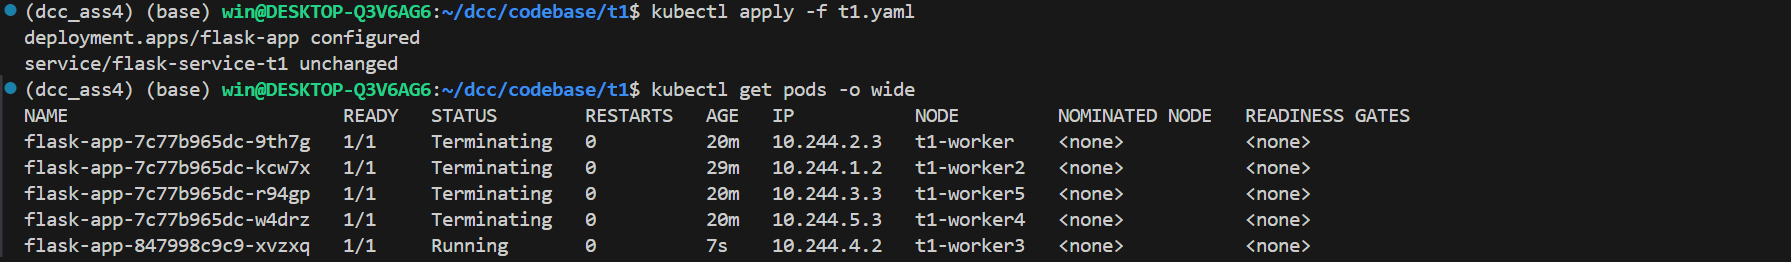 (dcc_ass4) (base) win@DESKTOP-Q3V6AG6:~/dcc/codebase/t1$ kubectl apply -f t1.yaml
deployment.apps/flask-app configured
service/flask-service-t1 unchanged
(dcc_ass4) (base) win@DESKTOP-Q3V6AG6:~/dcc/codebase/t1$ kubectl get pods -o wide
NAME                         READY   STATUS        RESTARTS   AGE   IP           NODE         NOMINATED NODE   READINESS GATES
flask-app-7c77b965dc-9th7g   1/1     Terminating   0          20m   10.244.2.3   t1-worker    <none>           <none>
flask-app-7c77b965dc-kcw7x   1/1     Terminating   0          29m   10.244.1.2   t1-worker2   <none>           <none>
flask-app-7c77b965dc-r94gp   1/1     Terminating   0          20m   10.244.3.3   t1-worker5   <none>           <none>
flask-app-7c77b965dc-w4drz   1/1     Terminating   0          20m   10.244.5.3   t1-worker4   <none>           <none>
flask-app-847998c9c9-xvzxq   1/1     Running       0          7s    10.244.4.2   t1-worker3   <none>           <none>